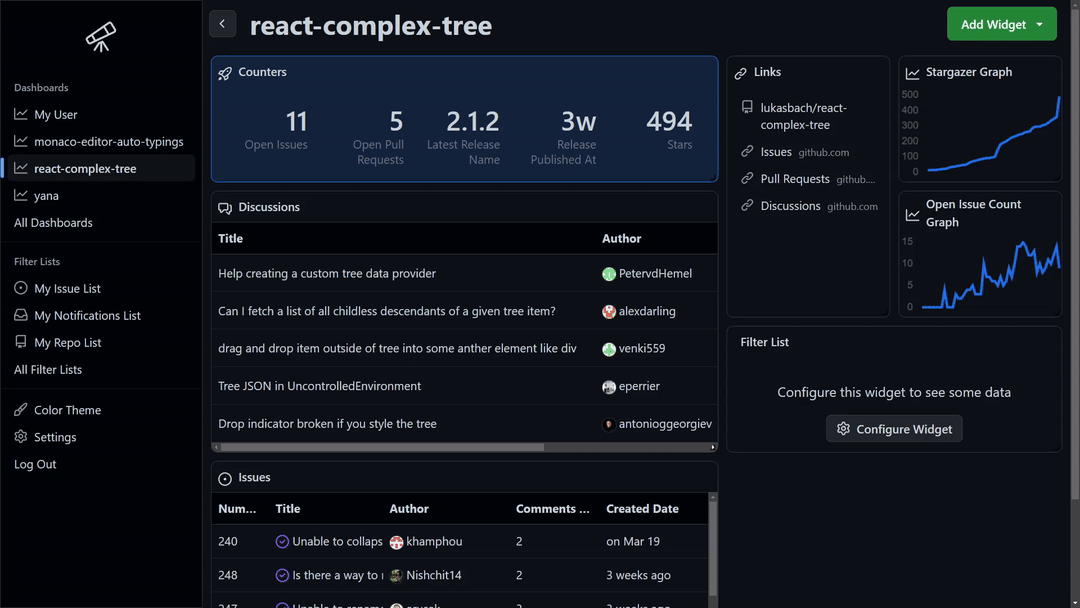 Dashboards
My User
monaco-editor-auto-typings
react-complex-tree
yana
All Dashboards
Filter Lists
My Issue List
My Notifications List
My Repo List
All Filter Lists
Color Theme
Settings
Log Out
react-complex-tree
Add Widget
Counters
11 5 2.1.2 3w 494
Open Issues Open Pull Latest Release Release Stars
Requests Name Published At
Discussions
Title Author
Help creating a custom tree data provider PetervdHemel
Can I fetch a list of all childless descendants of a given tree item? alexdarling
drag and drop item outside of tree into some anther element like div venki559
Tree JSON in UncontrolledEnvironment eperrier
Drop indicator broken if you style the tree antonioggeorgiev
Issues
Num... Title Author Comments ... Created Date
240 Unable to collaps khamphou 2 on Mar 19
248 Is there a way to Nishchit14 2 3 weeks ago
Links
lukasbach/react-
complex-tree
Issues github.com
Pull Requests github....
Discussions github.com
Stargazer Graph
500
400
300
200
100
0
Open Issue Count
Graph
15
10
5
0
Filter List
Configure this widget to see some data
Configure Widget